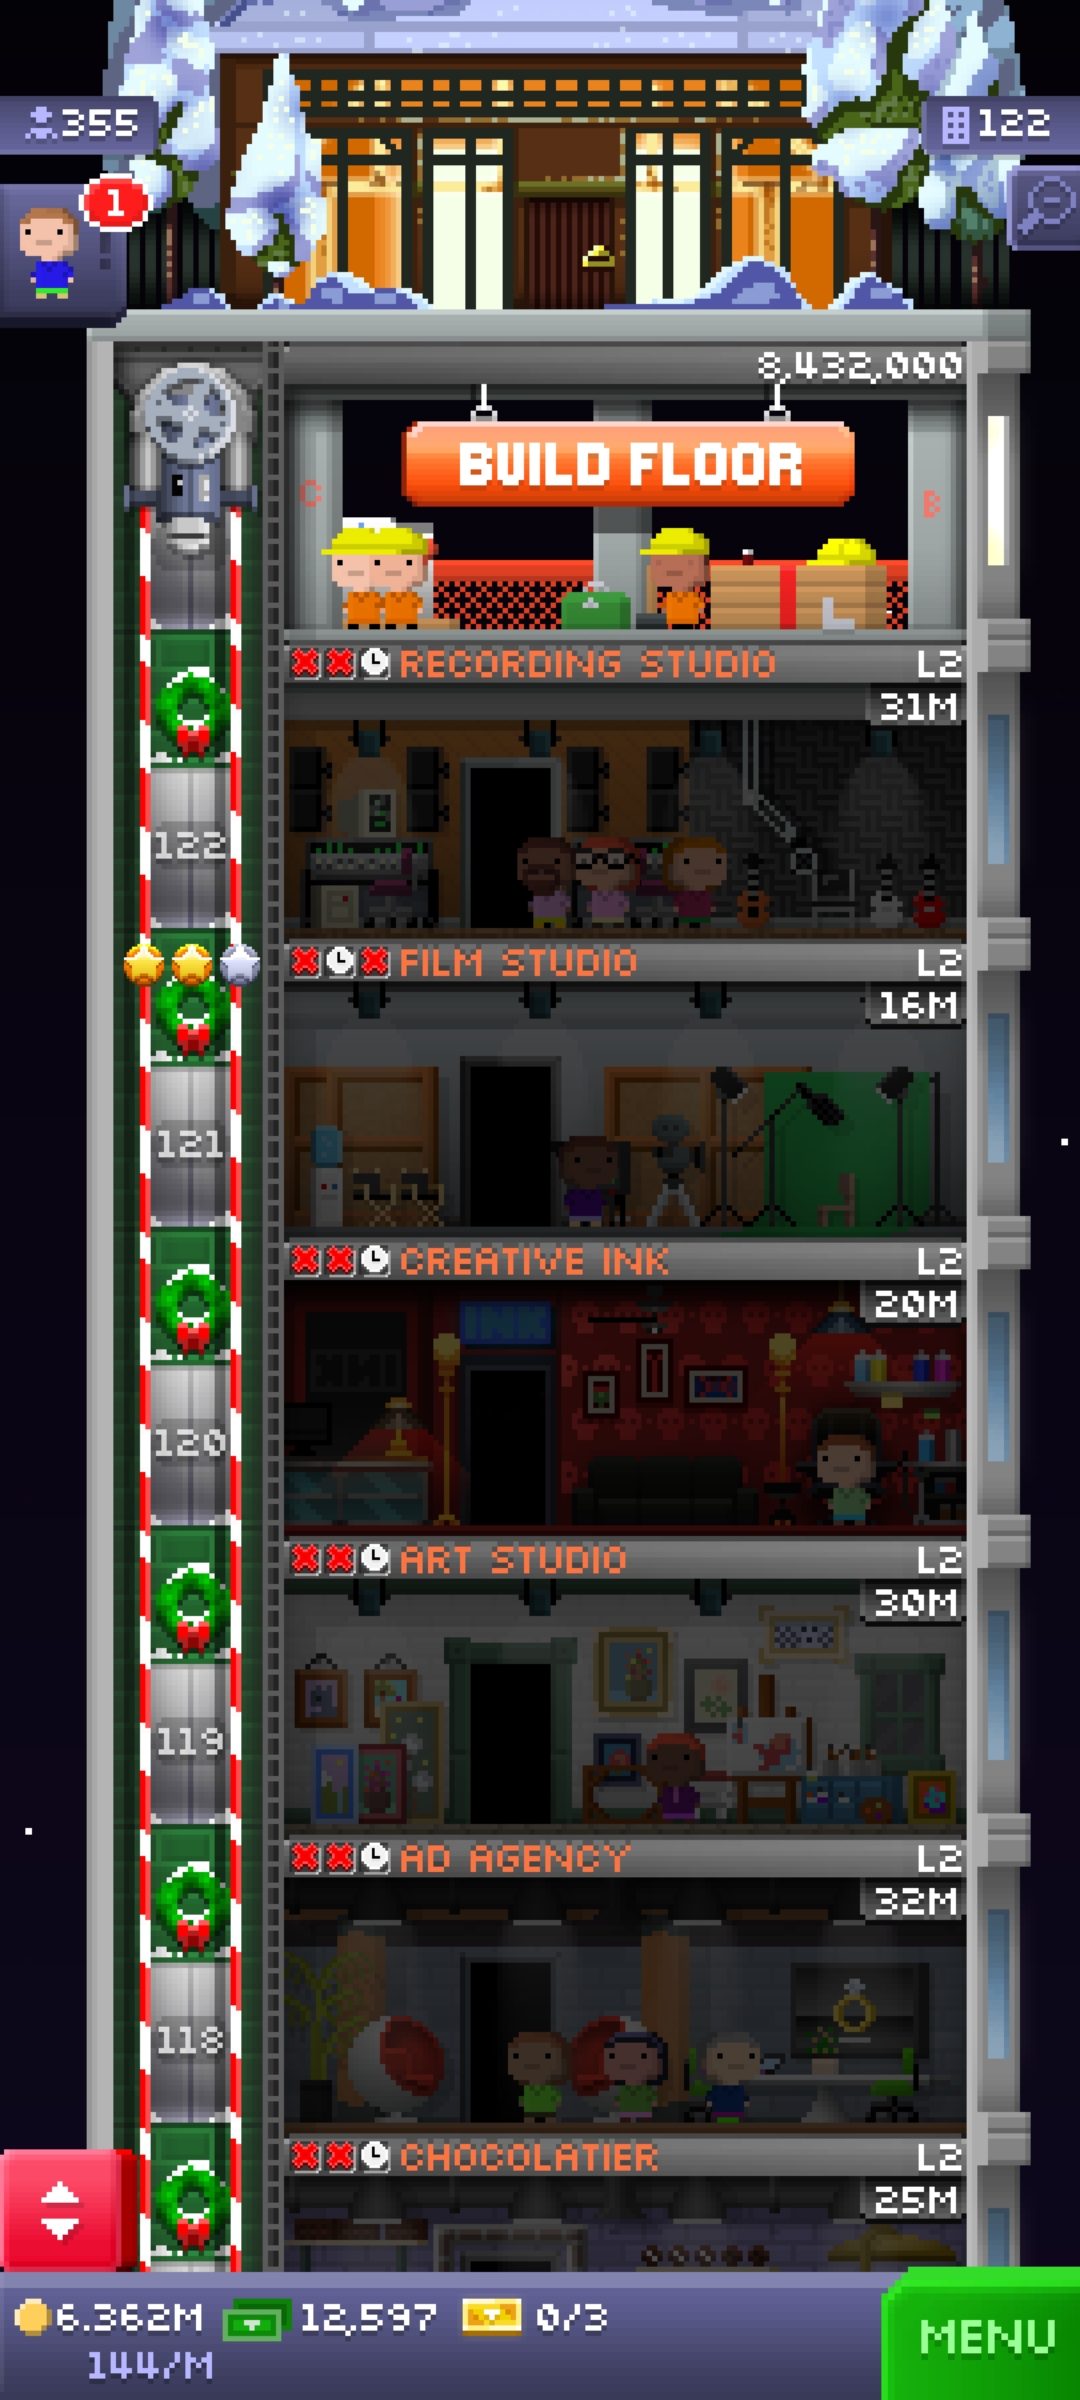 355
122
1
8,432,000
BUILD FLOOR
C
B
RECORDING STUDIO L2
31M
122
FILM STUDIO L2
16M
121
CREATIVE INK L2
20M
INK
120
ART STUDIO L2
30M
119
AD AGENCY L2
32M
118
CHOCOLATIER L2
25M
6.362M 12,597 0/3
144/M
MENU